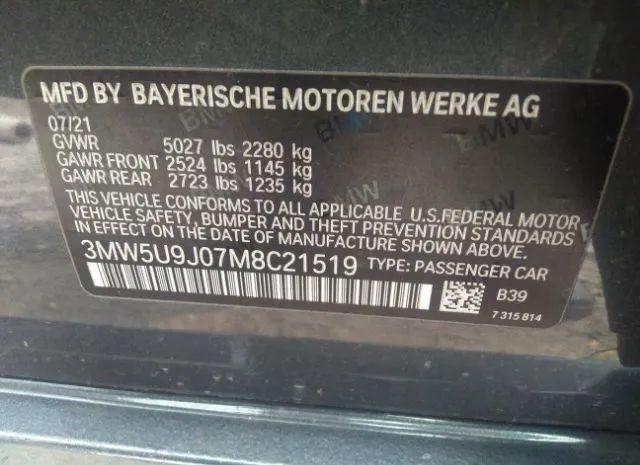 MFD BY BAYERISCHE MOTOREN WERKE AG
07/21
GVWR 5027 lbs 2280 kg
GAWR FRONT 2524 lbs 1145 kg
GAWR REAR 2723 lbs 1235 kg
THIS VEHICLE CONFORMS TO ALL APPLICABLE U.S.FEDERAL MOTOR
VEHICLE SAFETY, BUMPER AND THEFT PREVENTION STANDARDS
IN EFFECT ON THE DATE OF MANUFACTURE SHOWN ABOVE.
3MW5U9J07M8C21519 TYPE: PASSENGER CAR
B39
7 315 814